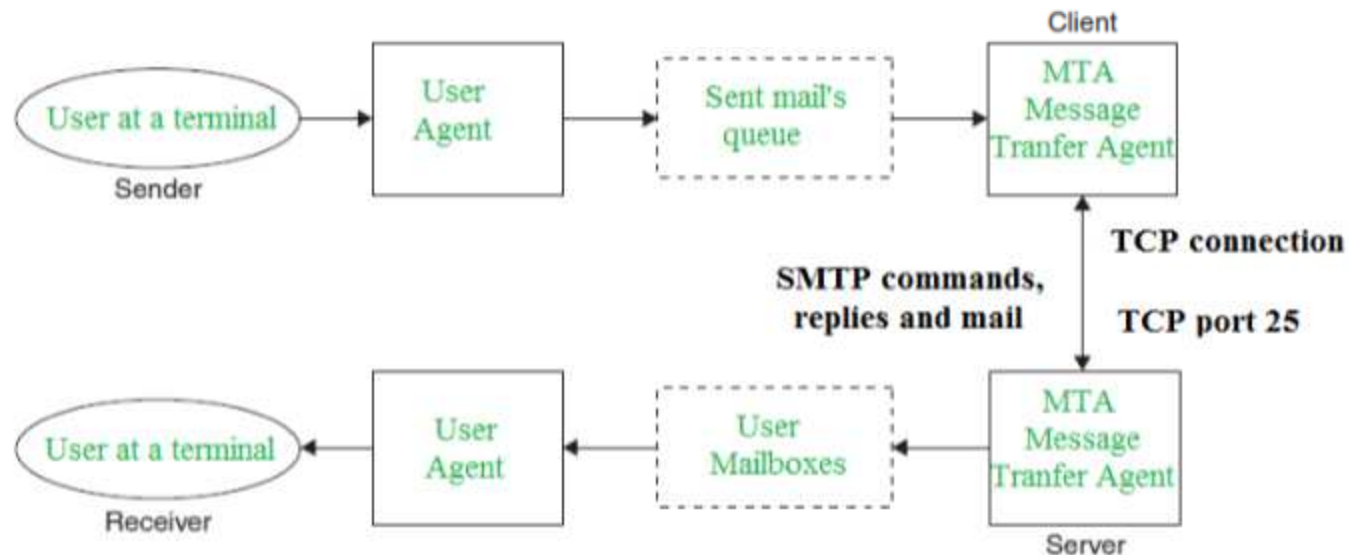 Client
User at a terminal
Sender
User
Agent
Sent mail's
queue
MTA
Message
Tranfer Agent
TCP connection
SMTP commands,
replies and mail
TCP port 25
User at a terminal
Receiver
User
Agent
User
Mailboxes
MTA
Message
Tranfer Agent
Server